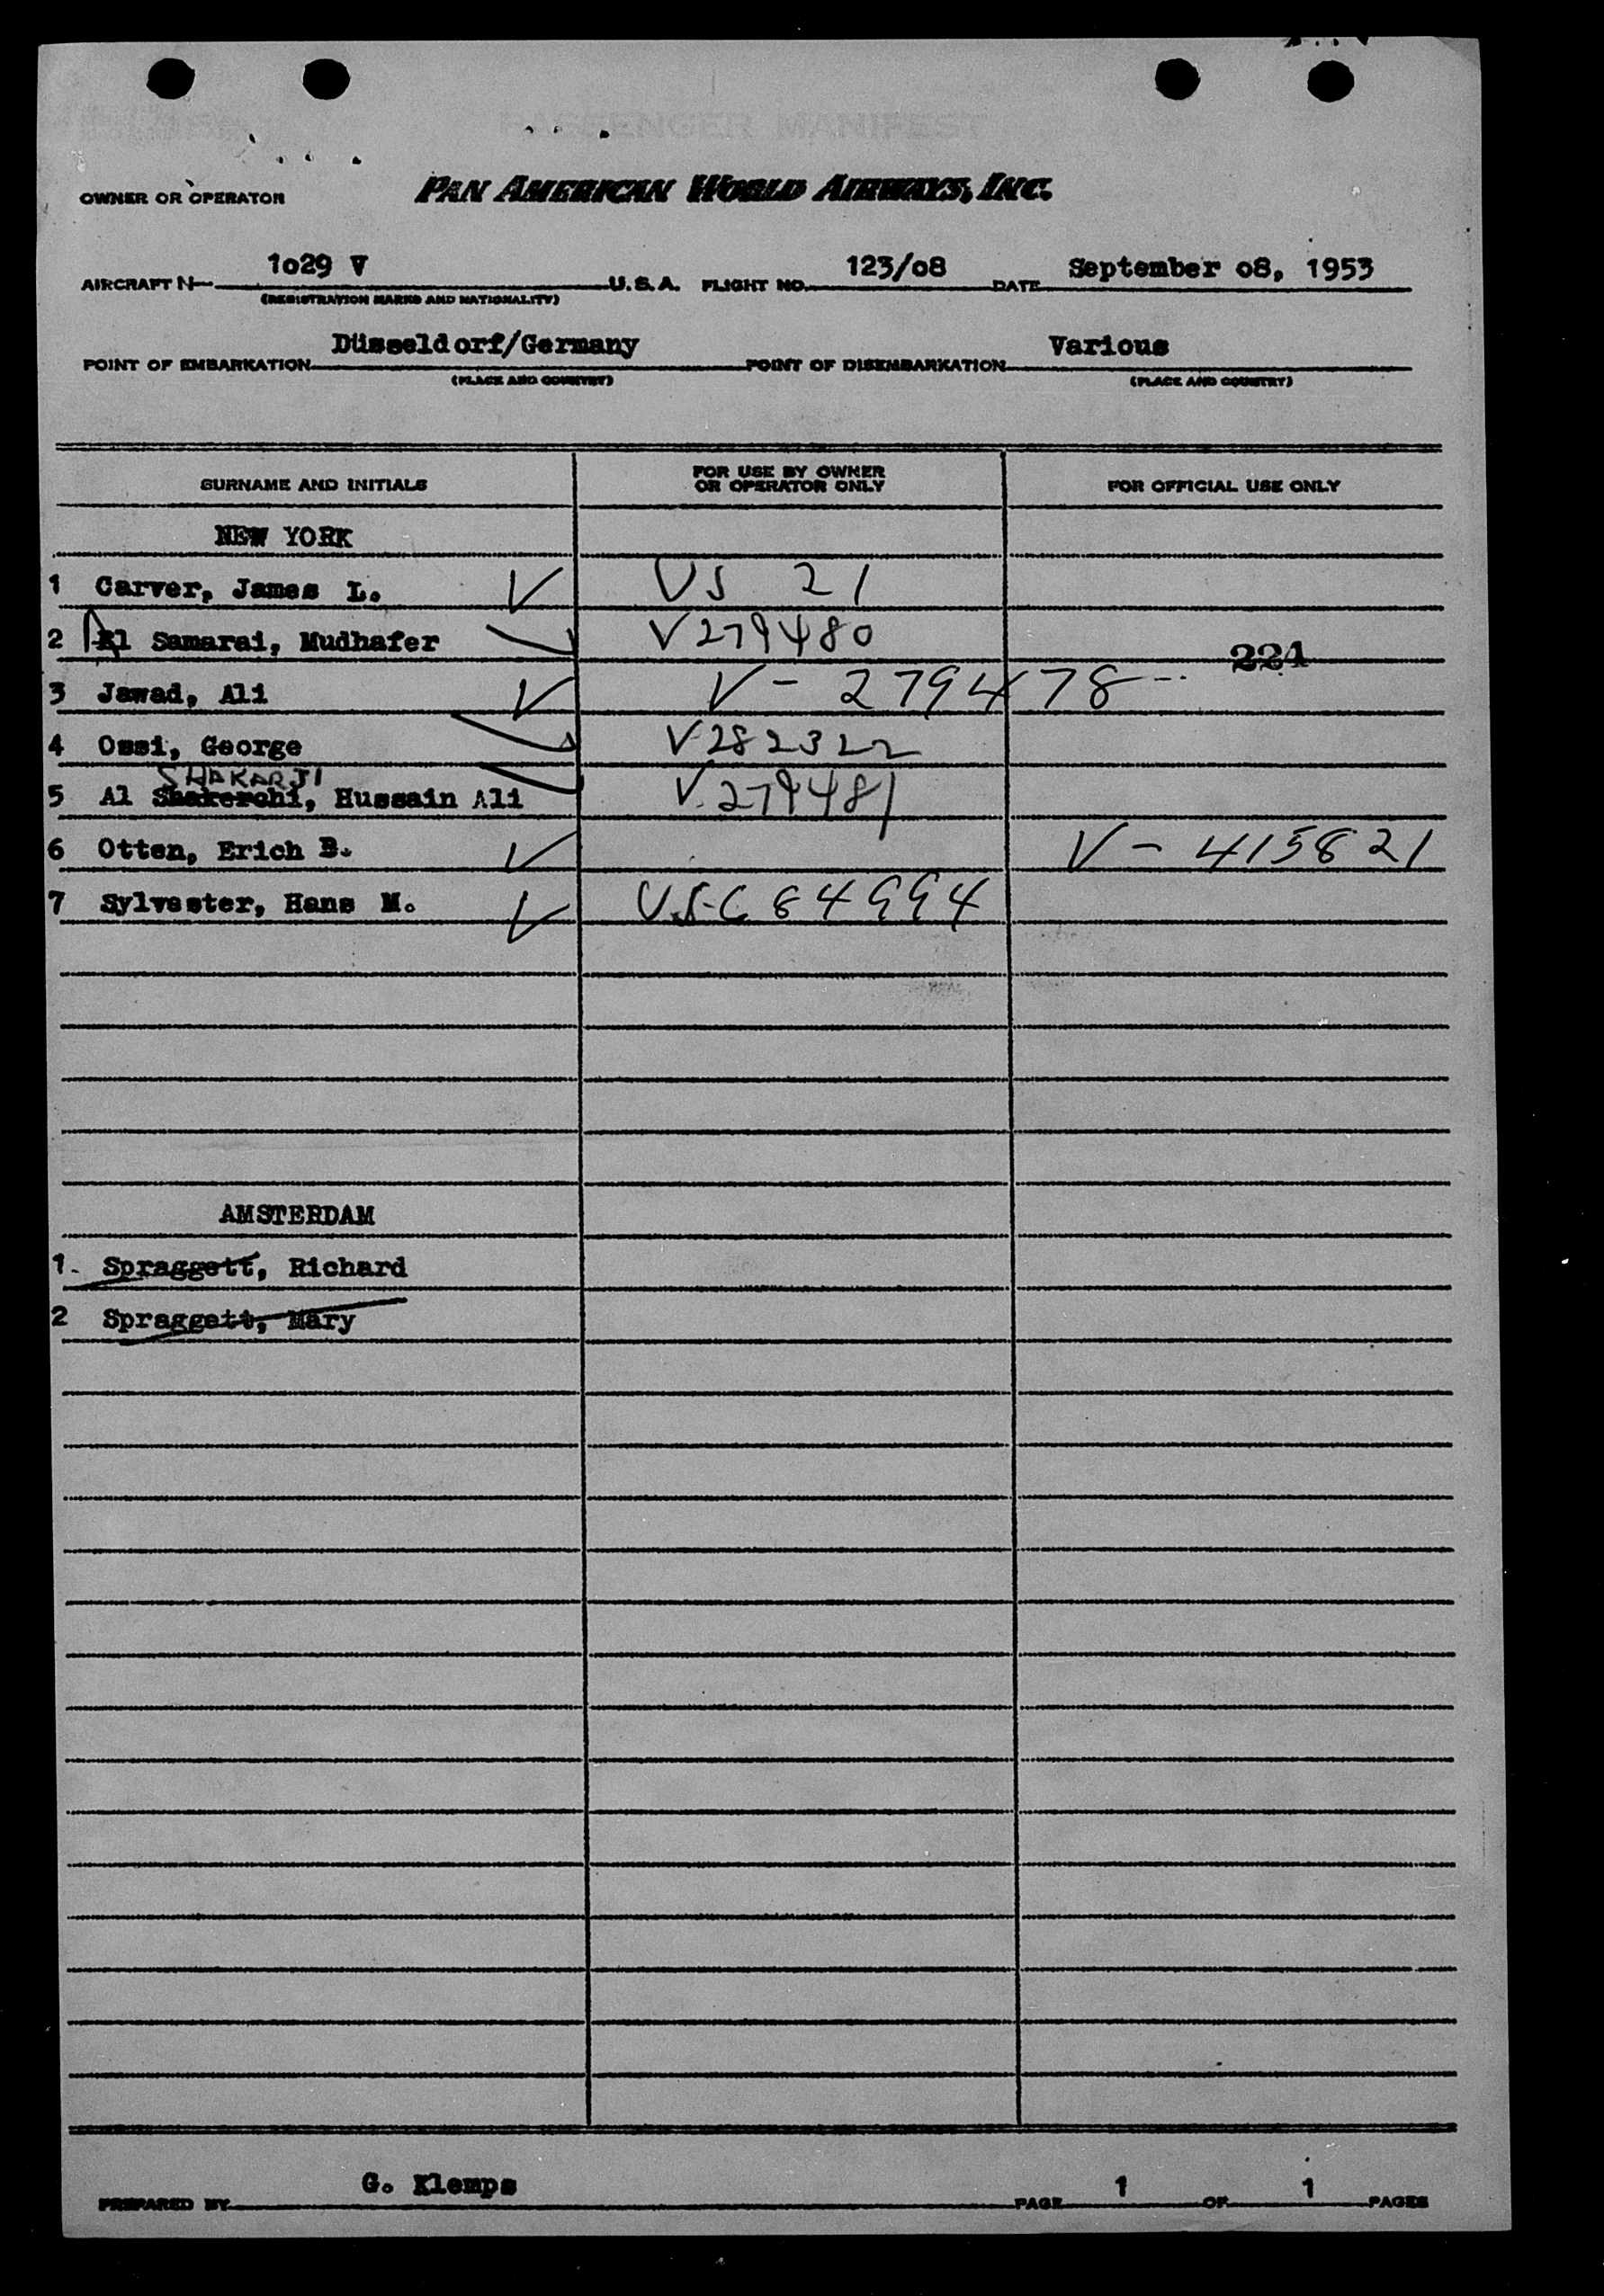 PASSENGER MANIFEST
OWNER OR OPERATOR PAN AMERICAN WORLD AIRWAYS, INC.
AIRCRAFT N 1o29 V U.S.A. FLIGHT NO. 123/o8 DATE September o8, 1953
(REGISTRATION MARKS AND NATIONALITY)
POINT OF EMBARKATION Düsseldorf/Germany POINT OF DISEMBARKATION Various
(PLACE AND COUNTRY) (PLACE AND COUNTRY)
SURNAME AND INITIALS FOR USE BY OWNER OR OPERATOR ONLY FOR OFFICIAL USE ONLY
NEW YORK
1 Carver, James L. V US 21
2 El Samarai, Mudhafer V279480
224
3 Jawad, Ali V V-279478
4 Ossi, George V282322
SHAKARJI
5 Al Shakerchi, Hussain Ali V279481
6 Otten, Erich B. V V-415821
7 Sylvester, Hans M. V U.S.C. 84994
AMSTERDAM
1. Spraggett, Richard
2 Spraggett, Mary
PREPARED BY G. Klemps PAGE 1 OF 1 PAGES